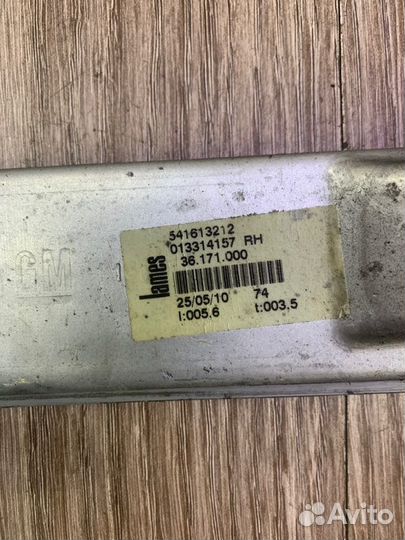 GM
lames
541613212
013314157 RH
36.171.000
25/05/10 74
I:005.6 t:003.5
Avito